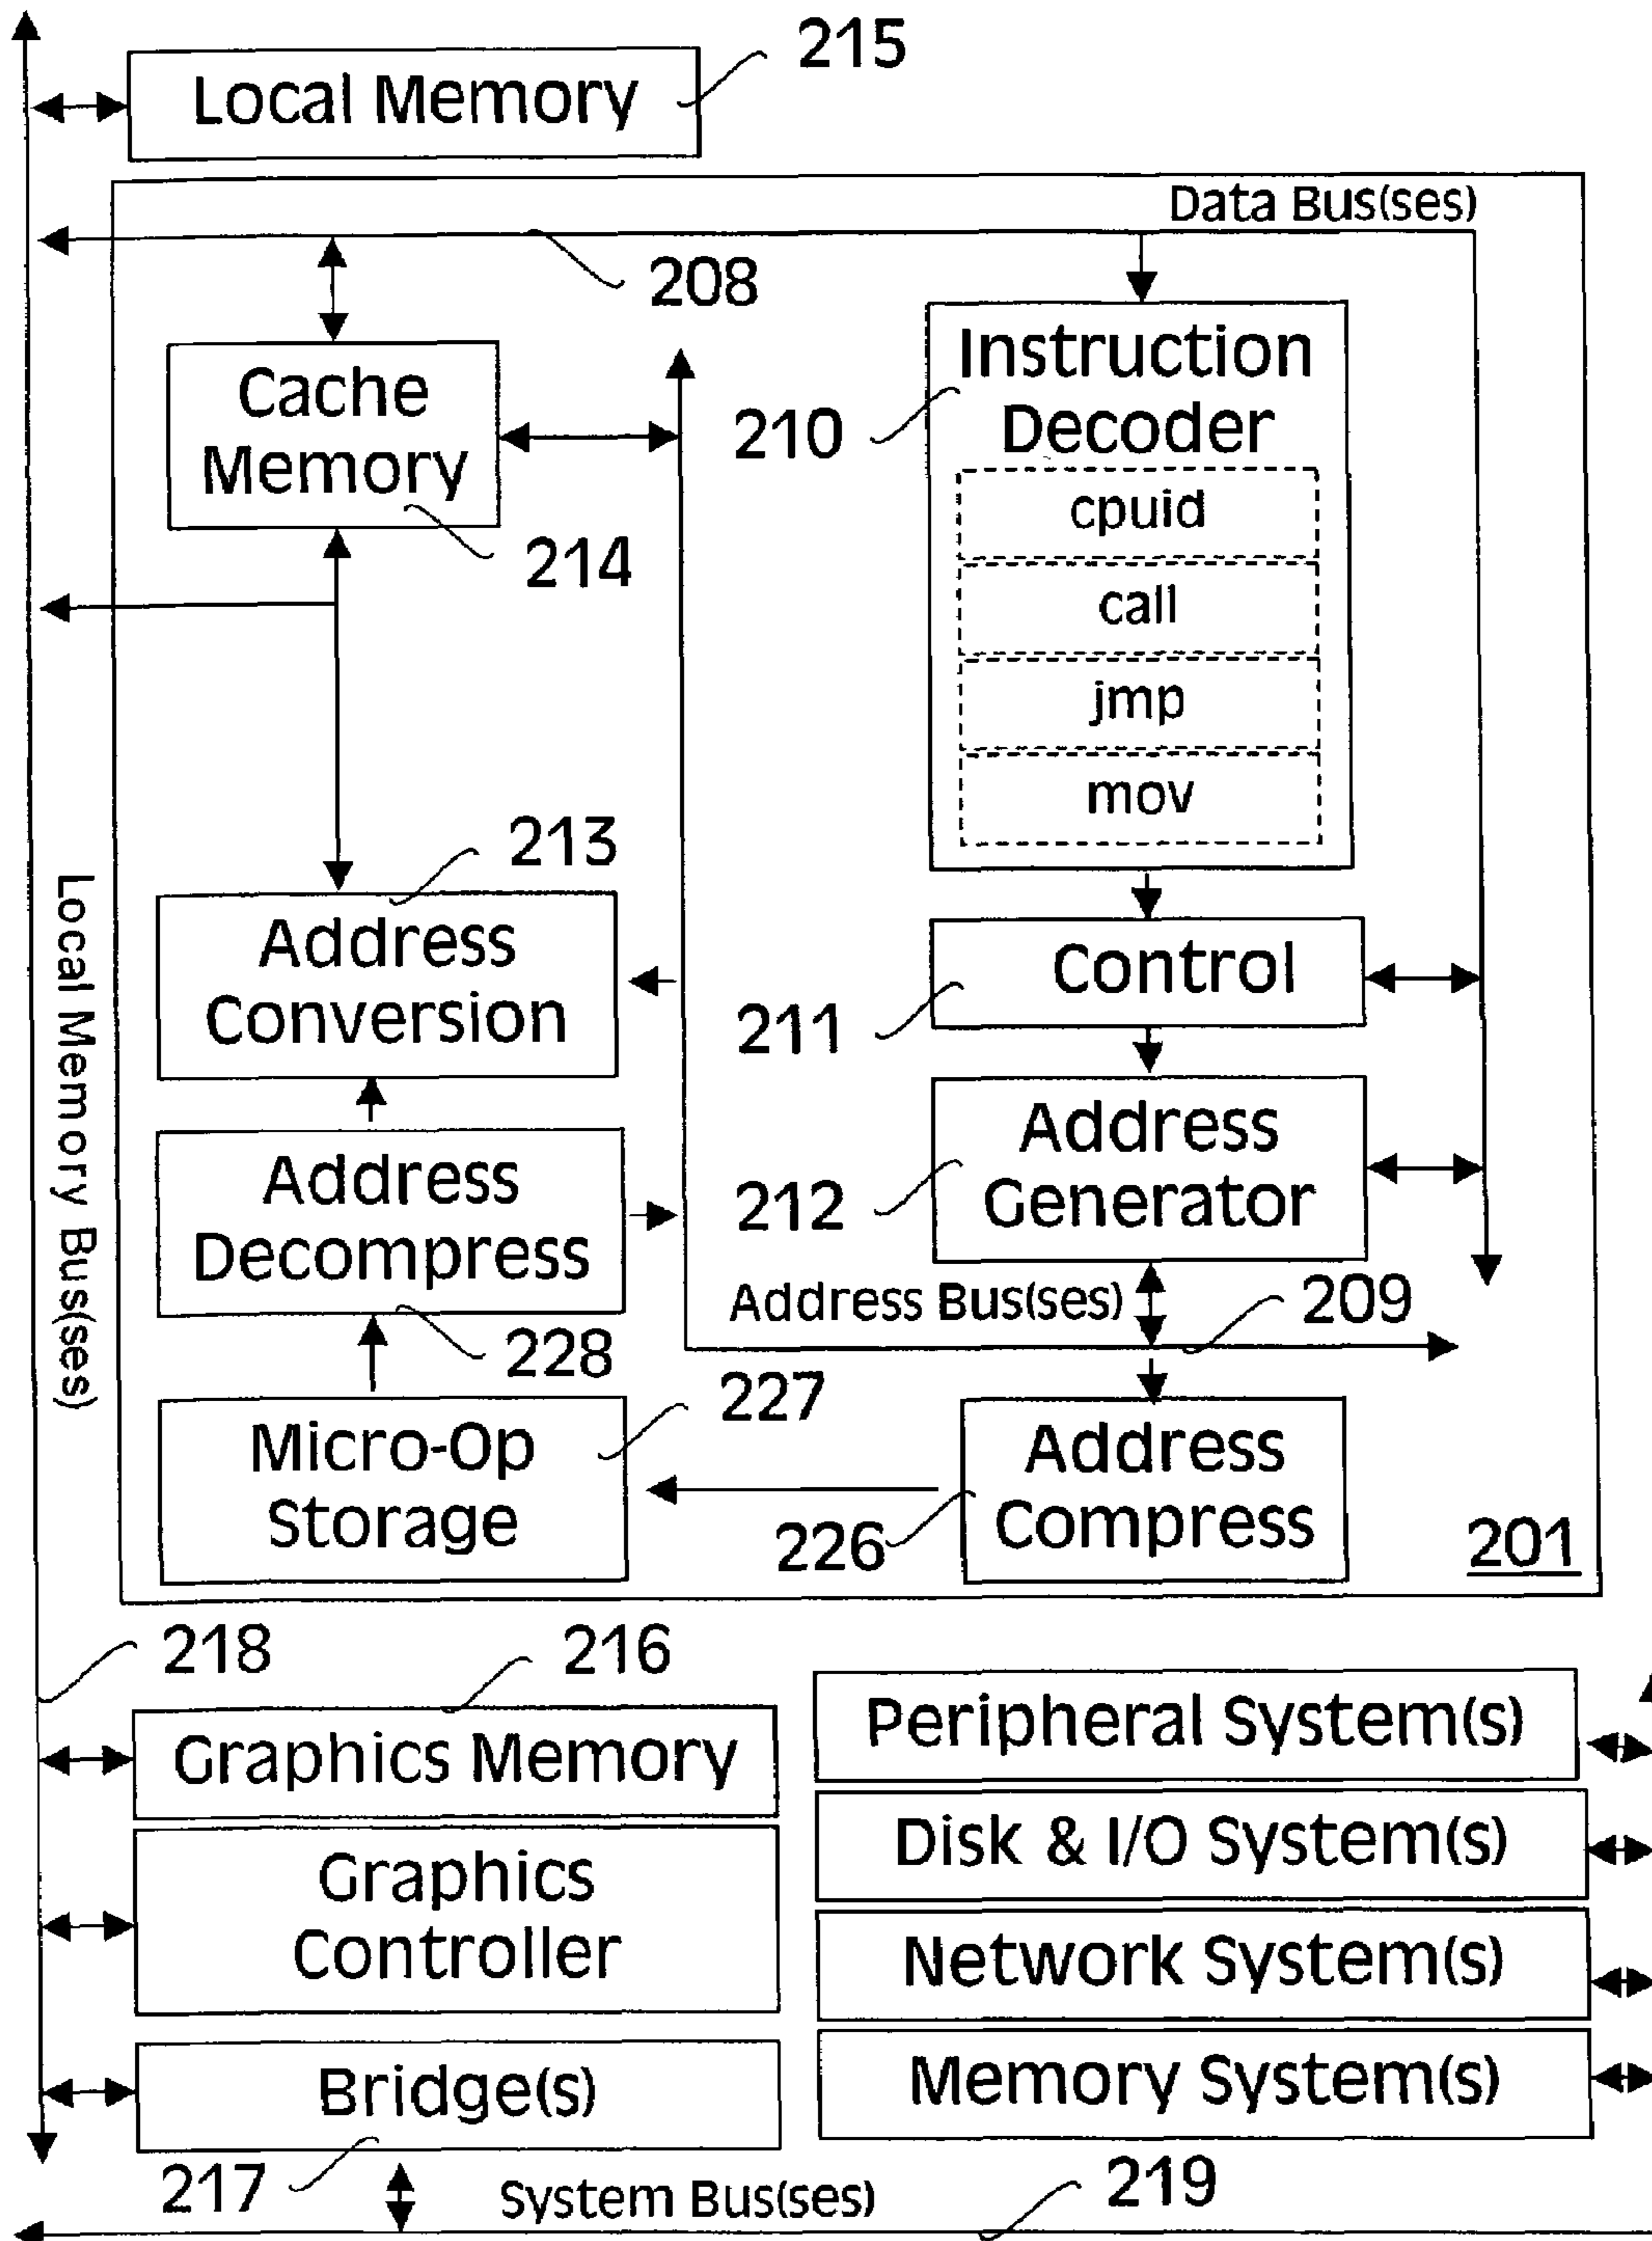 215
Local Memory
Data Bus(ses)
208
Cache
Memory
214
Instruction
Decoder
210
cpuid
call
jmp
mov
213
Address
Conversion
Control
211
Address
Generator
212
Local Memory Bus(ses)
Address
Decompress
228
Address Bus(ses)
209
227
Micro-Op
Storage
Address
Compress
226
201
218
216
Graphics Memory
Graphics
Controller
Bridge(s)
217
Peripheral System(s)
Disk & I/O System(s)
Network System(s)
Memory System(s)
System Bus(ses)
219